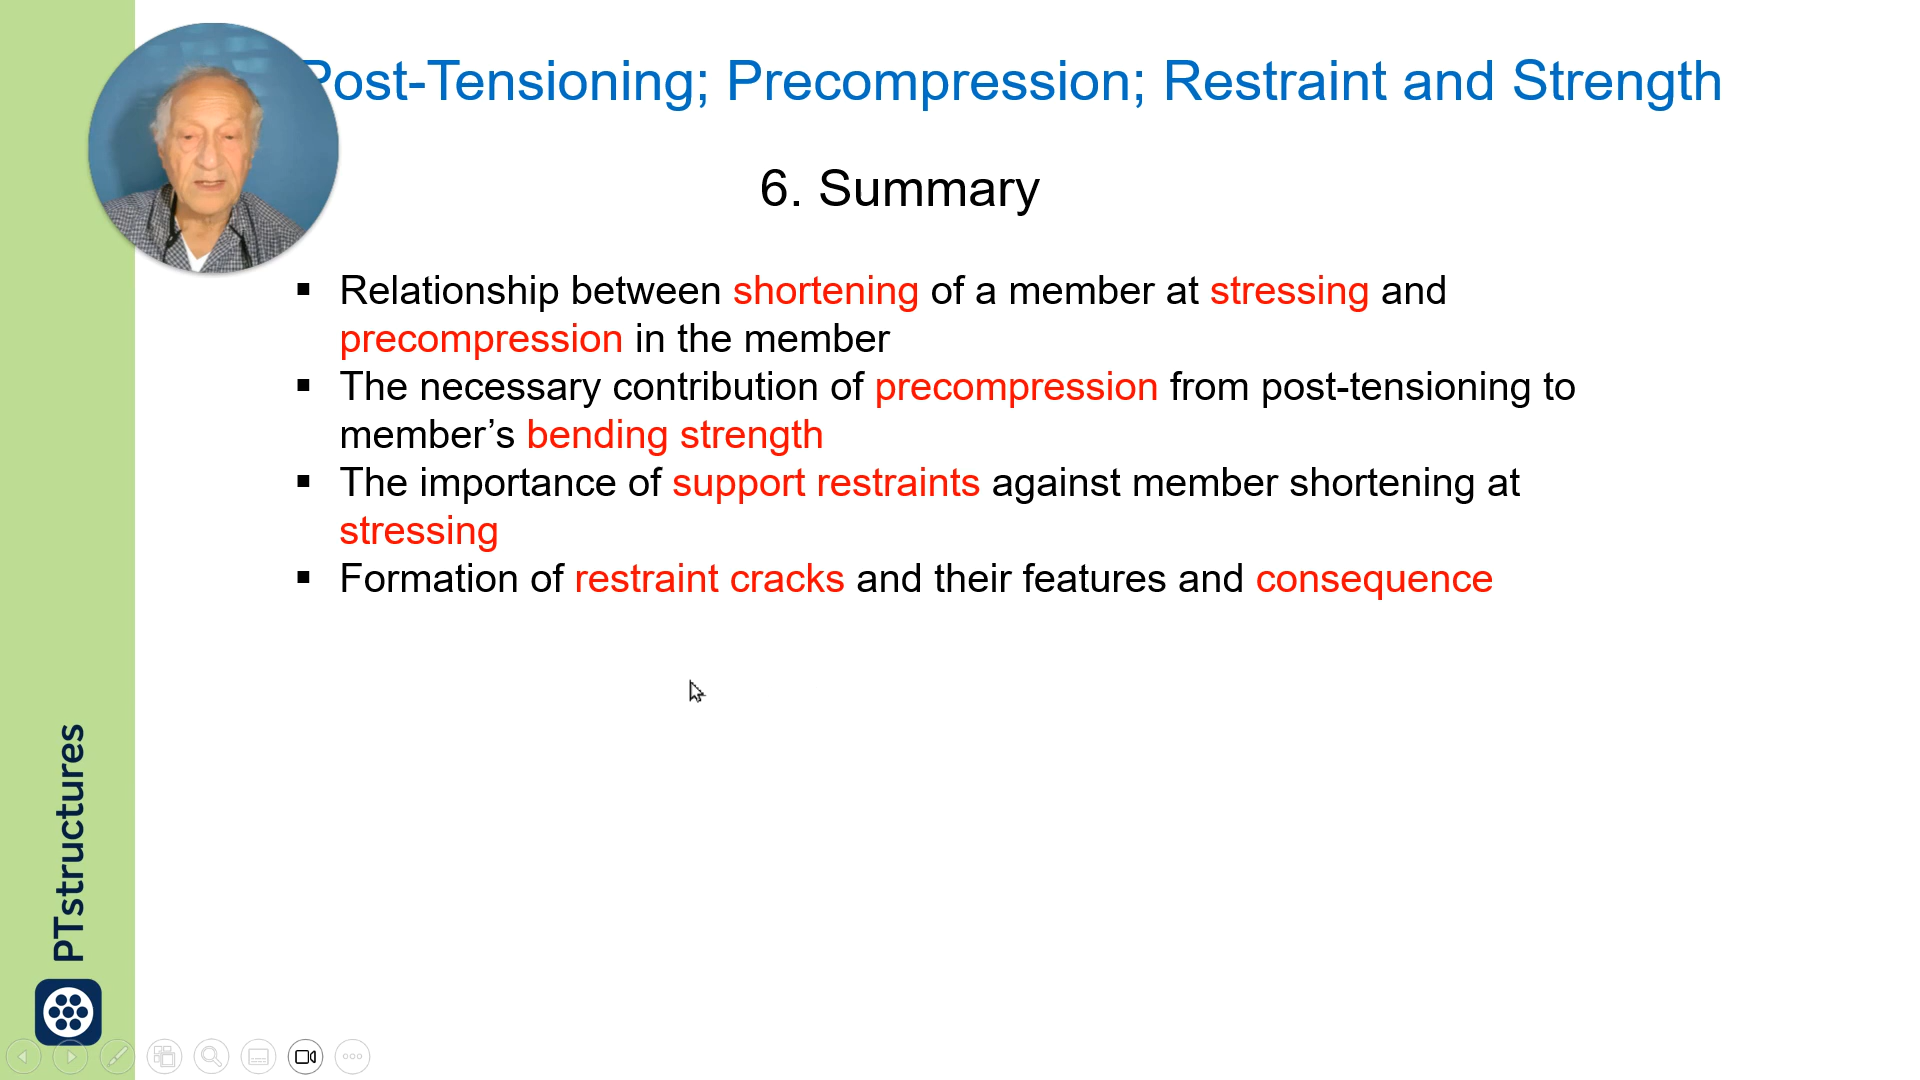 Post-Tensioning; Precompression; Restraint and Strength
6. Summary
▪ Relationship between shortening of a member at stressing and
precompression in the member
▪ The necessary contribution of precompression from post-tensioning to
member’s bending strength
▪ The importance of support restraints against member shortening at
stressing
▪ Formation of restraint cracks and their features and consequence
PTstructures